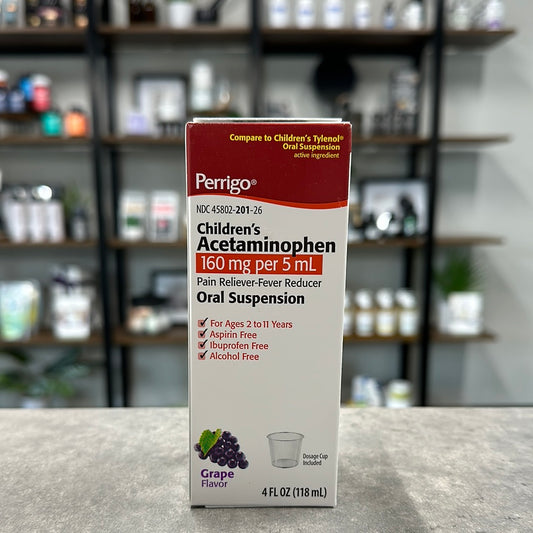 Compare to Children's Tylenol®
Oral Suspension
active ingredient
Perrigo®
NDC 45802-201-26
Children's
Acetaminophen
160 mg per 5 mL
Pain Reliever-Fever Reducer
Oral Suspension
For Ages 2 to 11 Years
Aspirin Free
Ibuprofen Free
Alcohol Free
Grape
Flavor
Dosage Cup
Included
4 FL OZ (118 mL)